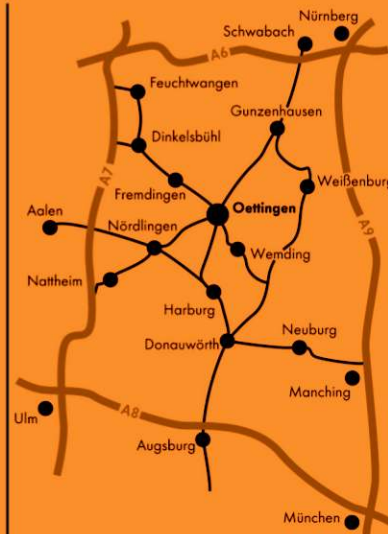 Nürnberg
Schwabach
A6
Feuchtwangen
Gunzenhausen
Dinkelsbühl
A7
Fremdingen
Weißenburg
Aalen
Oettingen
Nördlingen
A9
Wemding
Nattheim
Harburg
Donauwörth
Neuburg
Manching
A8
Ulm
Augsburg
München